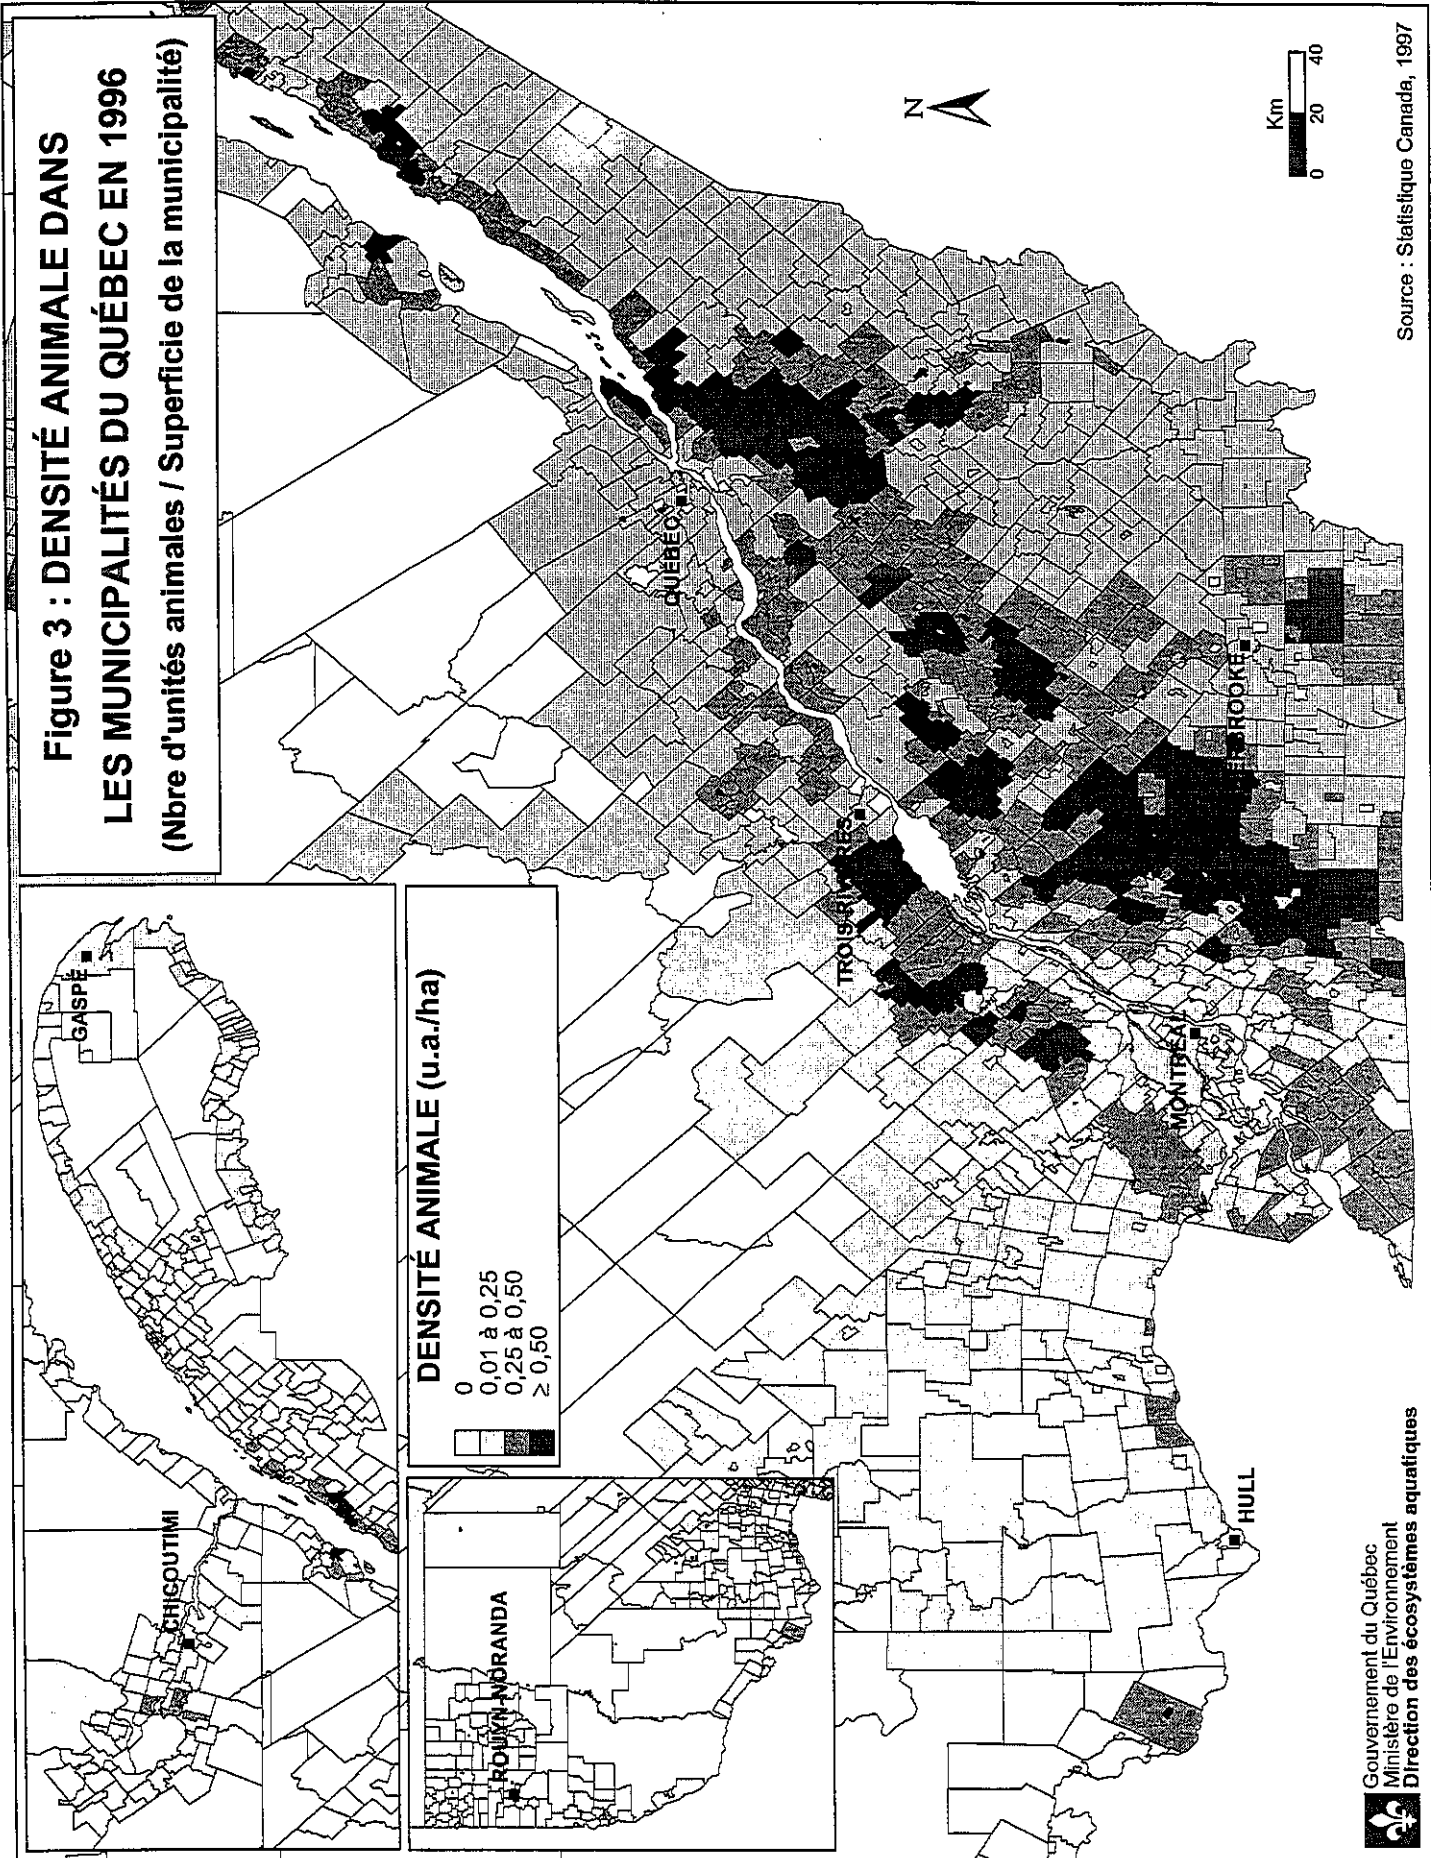 Figure 3 : DENSITÉ ANIMALE DANS
LES MUNICIPALITÉS DU QUÉBEC EN 1996
(Nbre d'unités animales / Superficie de la municipalité)
CHICOUTIMI
GASPÉ
DENSITÉ ANIMALE (u.a./ha)
0
0,01 à 0,25
0,25 à 0,50
≥ 0,50
ROUYN-NORANDA
QUÉBEC
TROIS-RIVIÈRES
MONTRÉAL
ERBROOKE
HULL
N
Km
0 20 40
Gouvernement du Québec
Ministère de l'Environnement
Direction des écosystèmes aquatiques
Source : Statistique Canada, 1997